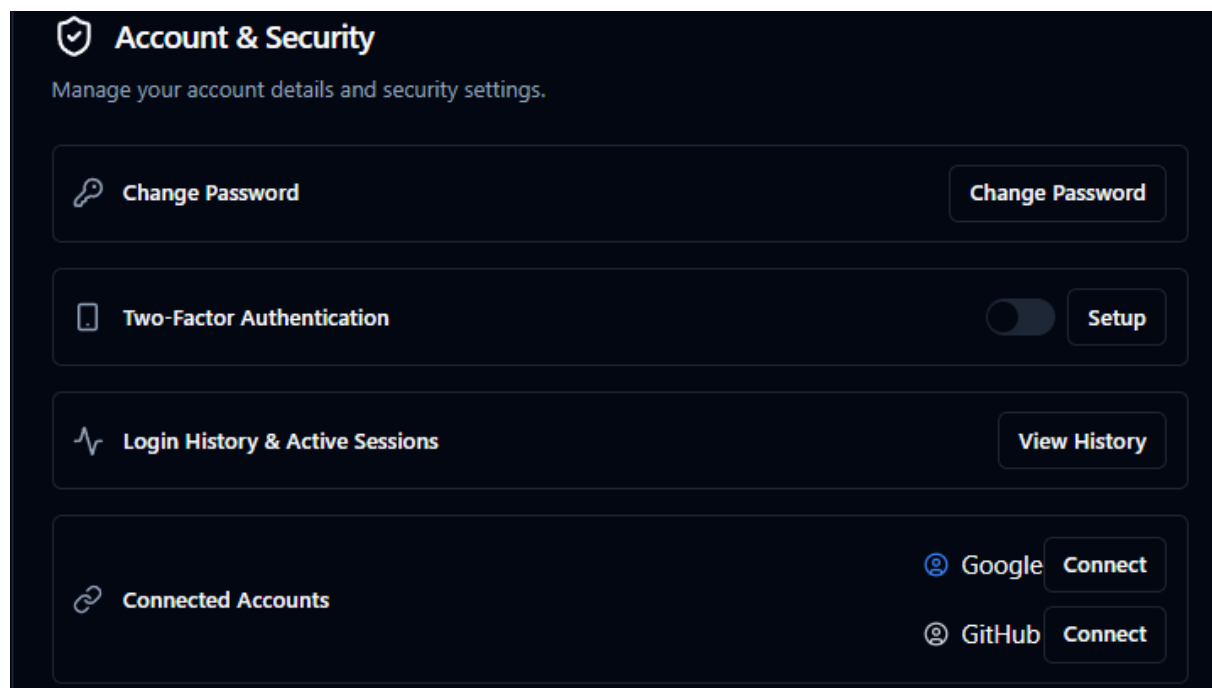 Account & Security
Manage your account details and security settings.
Change Password
Change Password
Two-Factor Authentication
Setup
Login History & Active Sessions
View History
Connected Accounts
Google Connect
GitHub Connect